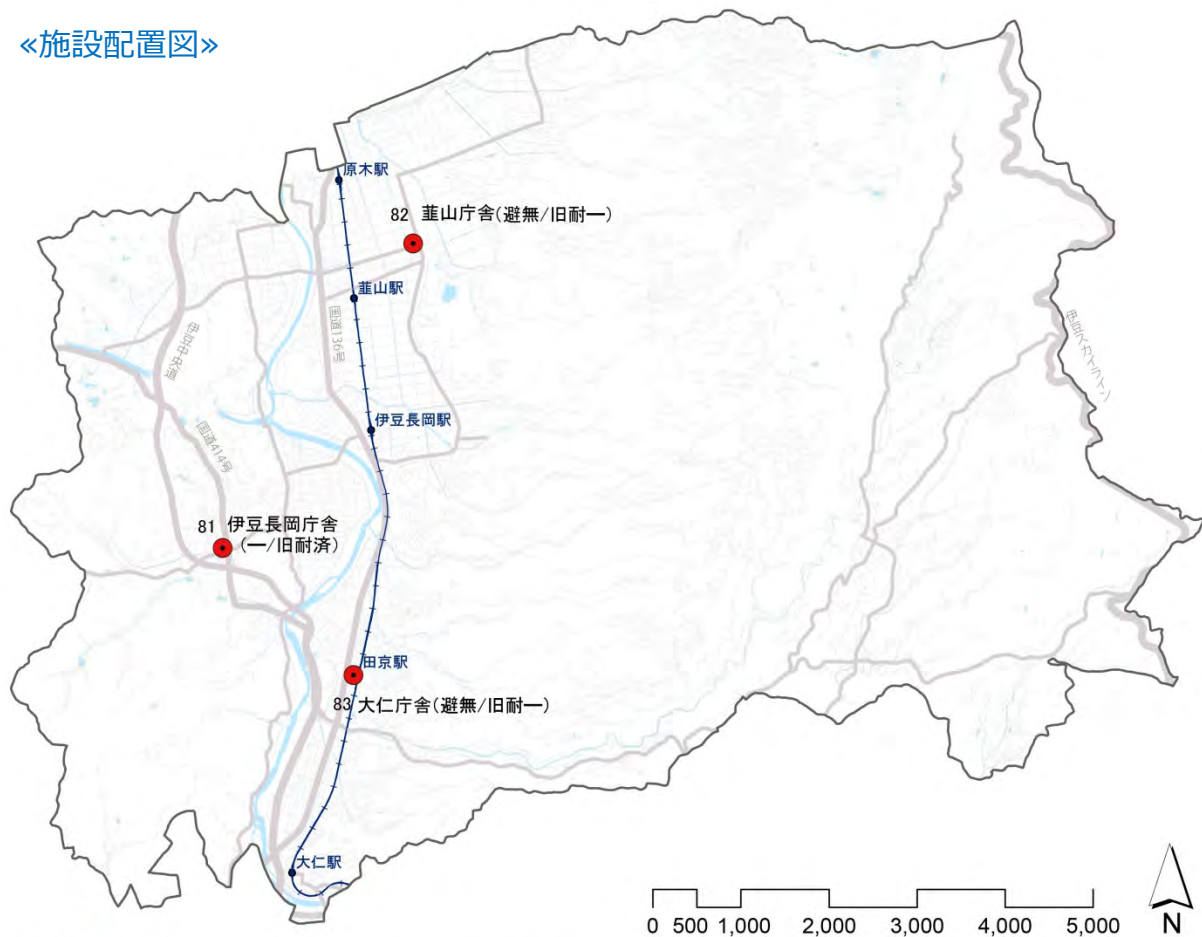 «施設配置図»
原木駅
82 韮山庁舎(避無/旧耐一)
韮山駅
国道136号
伊豆中央道
伊豆スカイライン
伊豆長岡駅
国道414号
81 伊豆長岡庁舎
(一/旧耐済)
田京駅
83 大仁庁舎(避無/旧耐一)
大仁駅
0 500 1,000 2,000 3,000 4,000 5,000
N